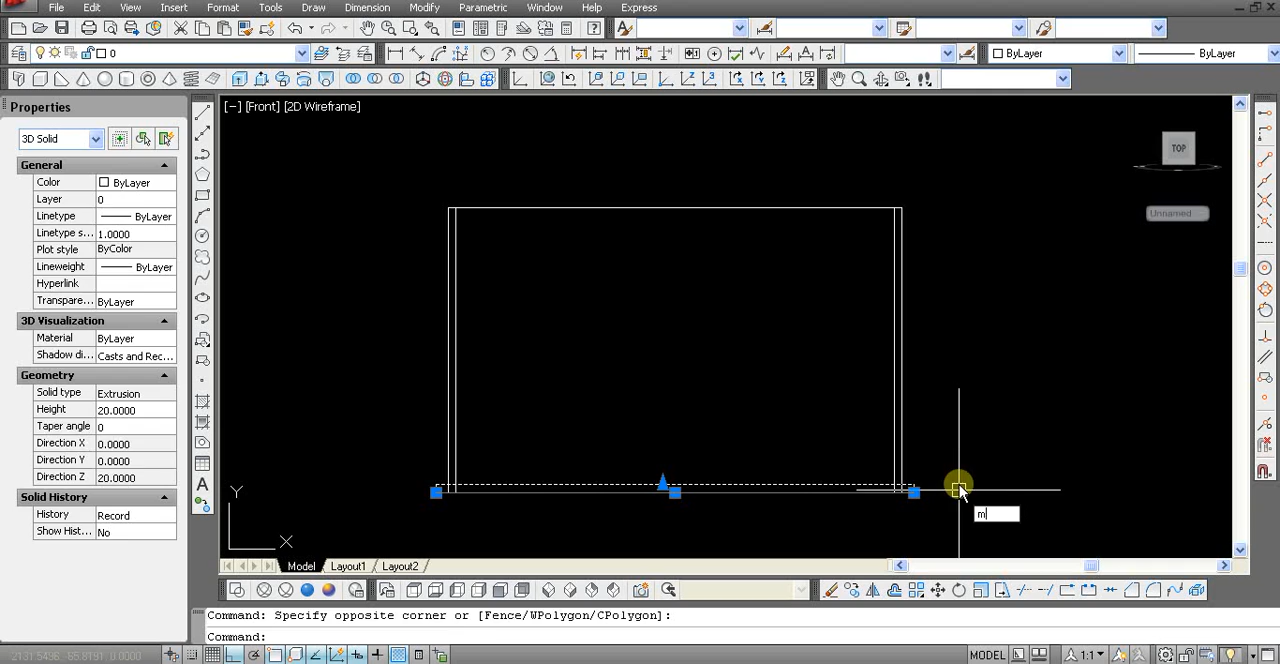 File Edit View Insert Format Tools Draw Dimension Modify Parametric Window Help Express
0 ByLayer ByLayer
[−] [Front] [2D Wireframe]
Properties
TOP
3D Solid
General
Color ByLayer
Layer 0
Linetype ByLayer
Unnamed
Linetype s... 1.0000
Plot style ByColor
Lineweight ByLayer
Hyperlink
Transpare... ByLayer
3D Visualization
Material ByLayer
Shadow di... Casts and Rec...
Geometry
Solid type Extrusion
Height 20.0000
Taper angle 0
Direction X 0.0000
Direction Y 0.0000
Direction Z 20.0000
Y
Solid History
History Record
m
Show Hist... No
X
Model Layout1 Layout2
Command: Specify opposite corner or [Fence/WPolygon/CPolygon]:
Command:
MODEL 1:1